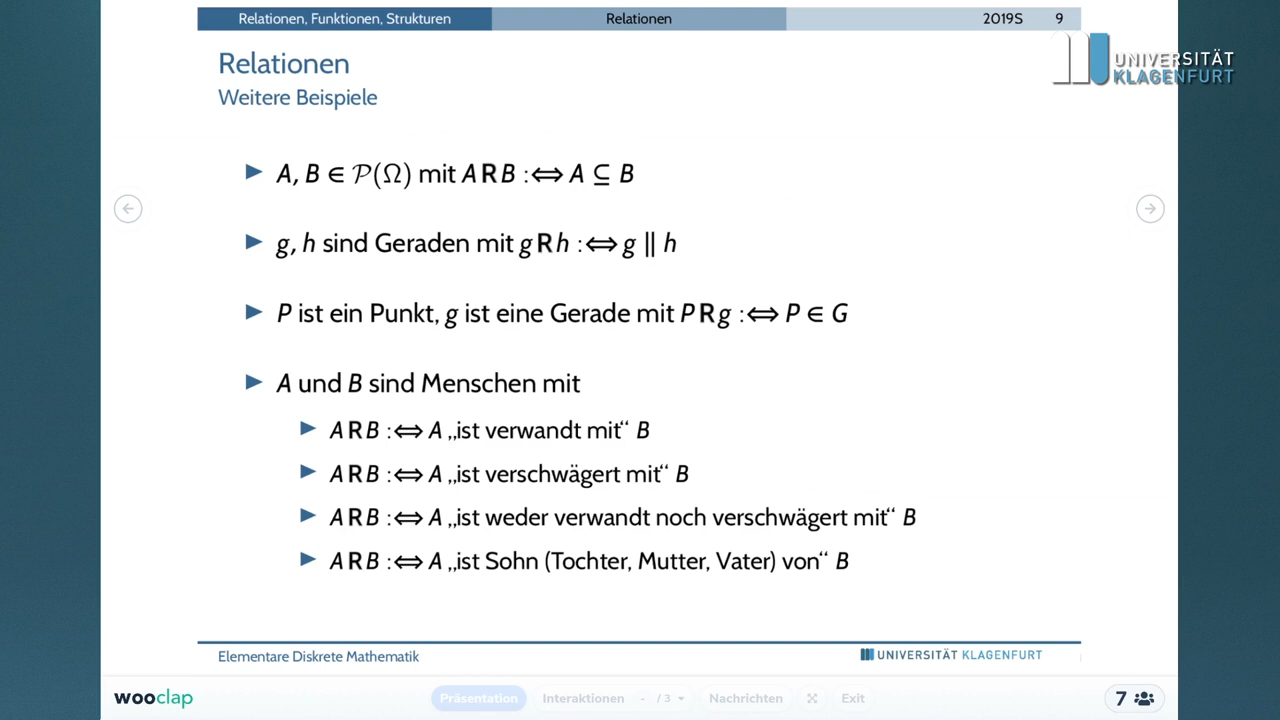 Relationen, Funktionen, Strukturen Relationen 2019S 9
UNIVERSITÄT
KLAGENFURT
Relationen
Weitere Beispiele
A, B ∈ 𝒫(Ω) mit A R B :⟺ A ⊆ B
g, h sind Geraden mit g R h :⟺ g ∥ h
P ist ein Punkt, g ist eine Gerade mit P R g :⟺ P ∈ G
A und B sind Menschen mit
A R B :⟺ A „ist verwandt mit“ B
A R B :⟺ A „ist verschwägert mit“ B
A R B :⟺ A „ist weder verwandt noch verschwägert mit“ B
A R B :⟺ A „ist Sohn (Tochter, Mutter, Vater) von“ B
Elementare Diskrete Mathematik UNIVERSITÄT KLAGENFURT
wooclap Präsentation Interaktionen - / 3 Nachrichten Exit 7